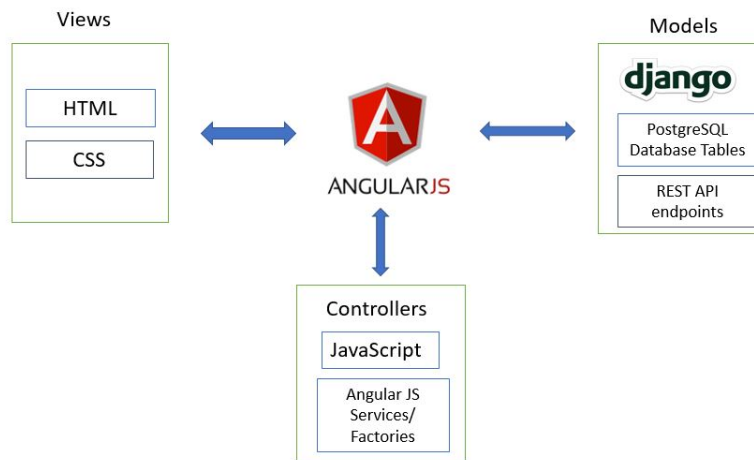 Views
HTML
CSS
A
ANGULARJS
Models
django
PostgreSQL
Database Tables
REST API
endpoints
Controllers
JavaScript
Angular JS
Services/
Factories